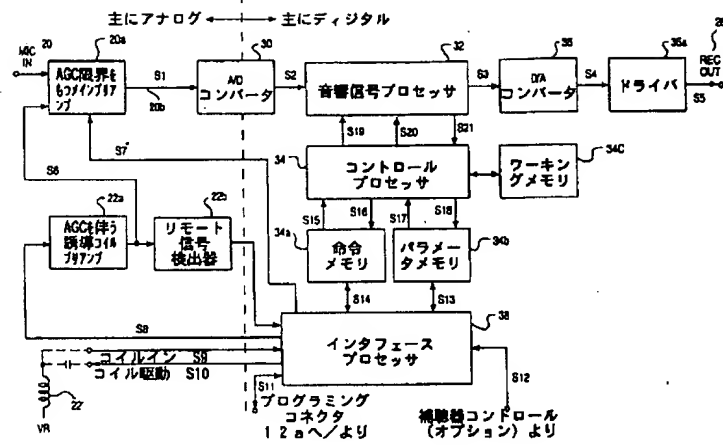 主にアナログ 主にディジタル
20
MIC
IN
20a
AGC限界を
もつメインプリア
ンプ
S1
20b
30
A/D
コンバータ
S2
32
音響信号プロセッサ
S3
D/A
コンバータ
S4
ドライバ
REC
OUT
S5
S19
S20
S21
S7
S6
34
コントロール
プロセッサ
34C
ワーキン
グメモリ
22a
AGCを伴う
誘導コイル
プリアンプ
22b
リモート
信号
検出器
S15
S16
S17
S18
34a
命令
メモリ
34b
パラメー
タメモリ
S14
S13
S8
38
インタフェース
プロセッサ
コイルイン S9
コイル駆動 S10
S11
S12
22
VR
プログラミング
コネクタ
12aへ/より
補聴器コントロール
(オプション)より